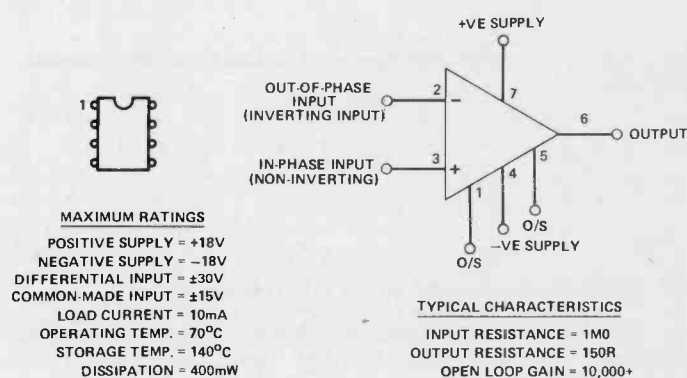 1
MAXIMUM RATINGS
POSITIVE SUPPLY = +18V
NEGATIVE SUPPLY = −18V
DIFFERENTIAL INPUT = ±30V
COMMON-MADE INPUT = ±15V
LOAD CURRENT = 10mA
OPERATING TEMP. = 70°C
STORAGE TEMP. = 140°C
DISSIPATION = 400mW
+VE SUPPLY
7
OUT-OF-PHASE
INPUT
(INVERTING INPUT)
2
−
6
OUTPUT
IN-PHASE INPUT
(NON-INVERTING)
3
+
1
4
5
O/S
−VE SUPPLY
O/S
TYPICAL CHARACTERISTICS
INPUT RESISTANCE = 1M0
OUTPUT RESISTANCE = 150R
OPEN LOOP GAIN = 10,000+